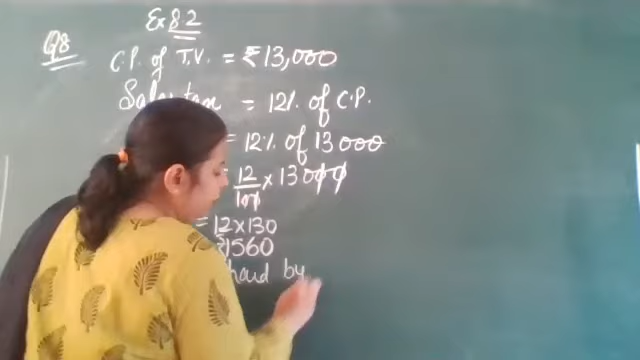 Ex 8.2
Q8 C.P. of T.V. = ₹ 13,000
Sales tax = 12% of C.P.
= 12% of 13000
= 12/100 × 13000
= 12×130
₹1560
by